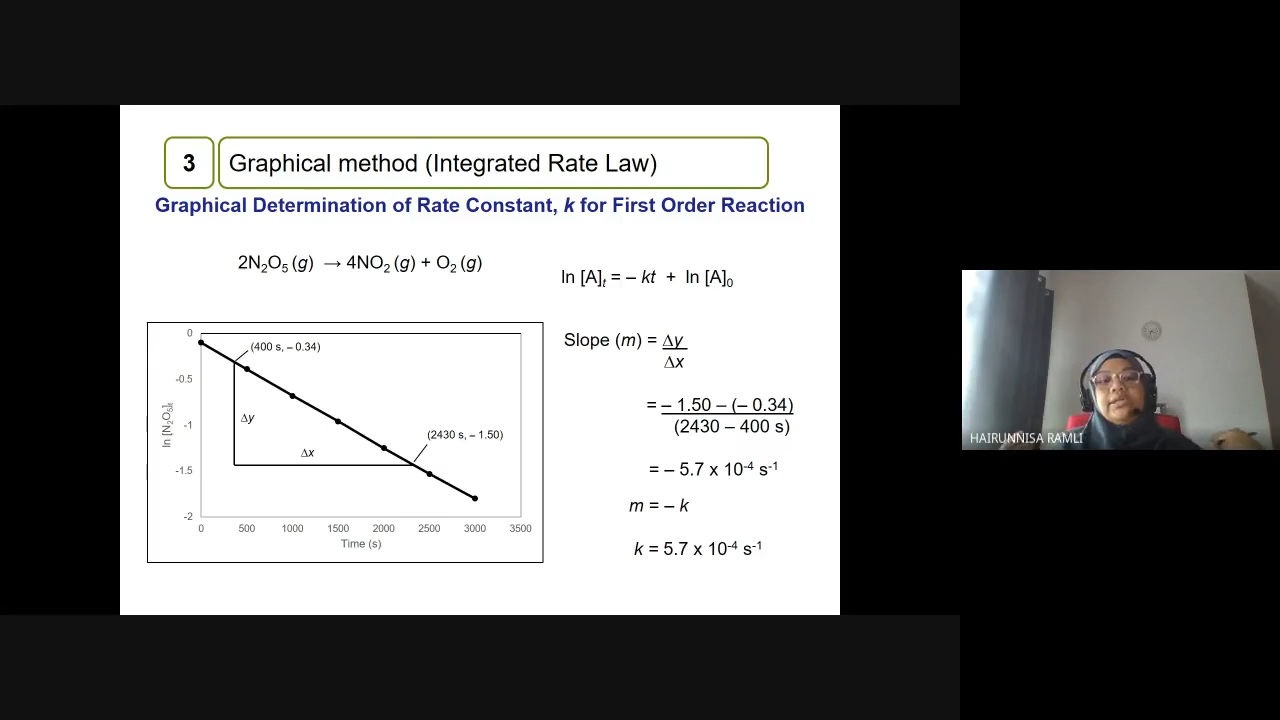 3
Graphical method (Integrated Rate Law)
Graphical Determination of Rate Constant, k for First Order Reaction
2N₂O₅ (g) → 4NO₂ (g) + O₂ (g)
ln [A]ₜ = – kt + ln [A]₀
Slope (m) = Δy
Δx
= – 1.50 – (– 0.34)
(2430 – 400 s)
= – 5.7 x 10⁻⁴ s⁻¹
m = – k
k = 5.7 x 10⁻⁴ s⁻¹
0
-0.5
-1
-1.5
-2
ln [N₂O₅]ₜ
(400 s, – 0.34)
Δy
Δx
(2430 s, – 1.50)
0 500 1000 1500 2000 2500 3000 3500
Time (s)
HAIRUNNISA RAMLI